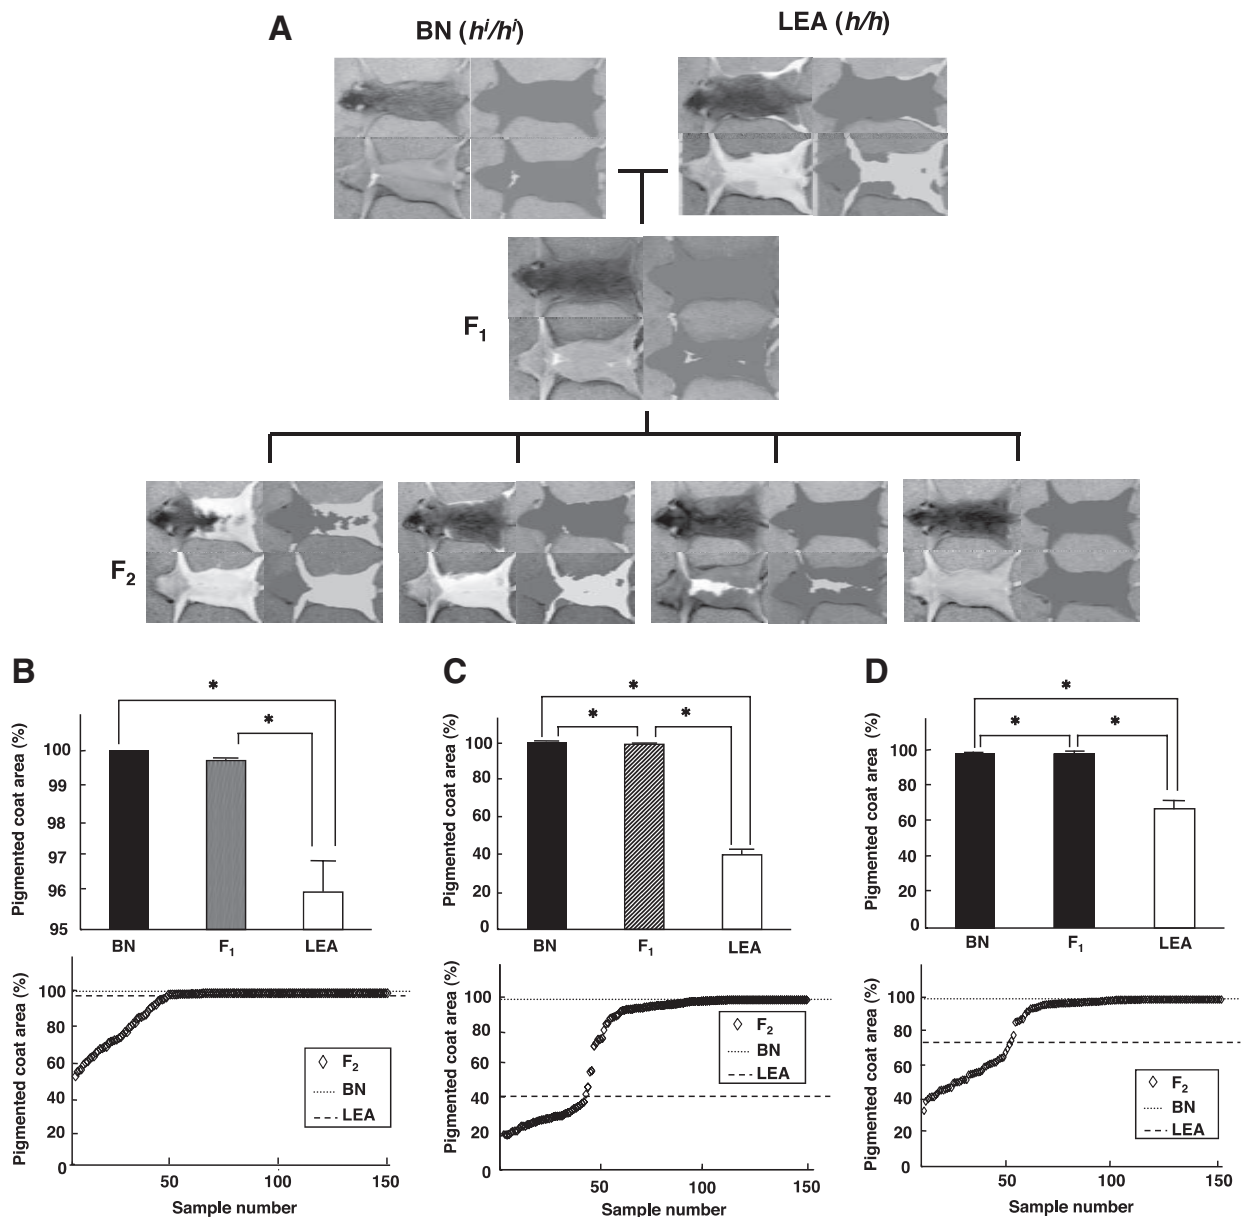 A
BN (hⁱ/hⁱ)
LEA (h/h)
F₁
F₂
B
Pigmented coat area (%)
100
99
98
97
96
95
*
*
BN
F₁
LEA
Pigmented coat area (%)
100
80
60
40
20
0
F₂
BN
LEA
50
100
150
Sample number
C
Pigmented coat area (%)
100
80
60
40
20
0
*
*
*
BN
F₁
LEA
Pigmented coat area (%)
100
80
60
40
20
0
F₂
BN
LEA
50
100
150
Sample number
D
Pigmented coat area (%)
100
80
60
40
20
0
*
*
*
BN
F₁
LEA
Pigmented coat area (%)
100
80
60
40
20
0
F₂
BN
LEA
50
100
150
Sample number